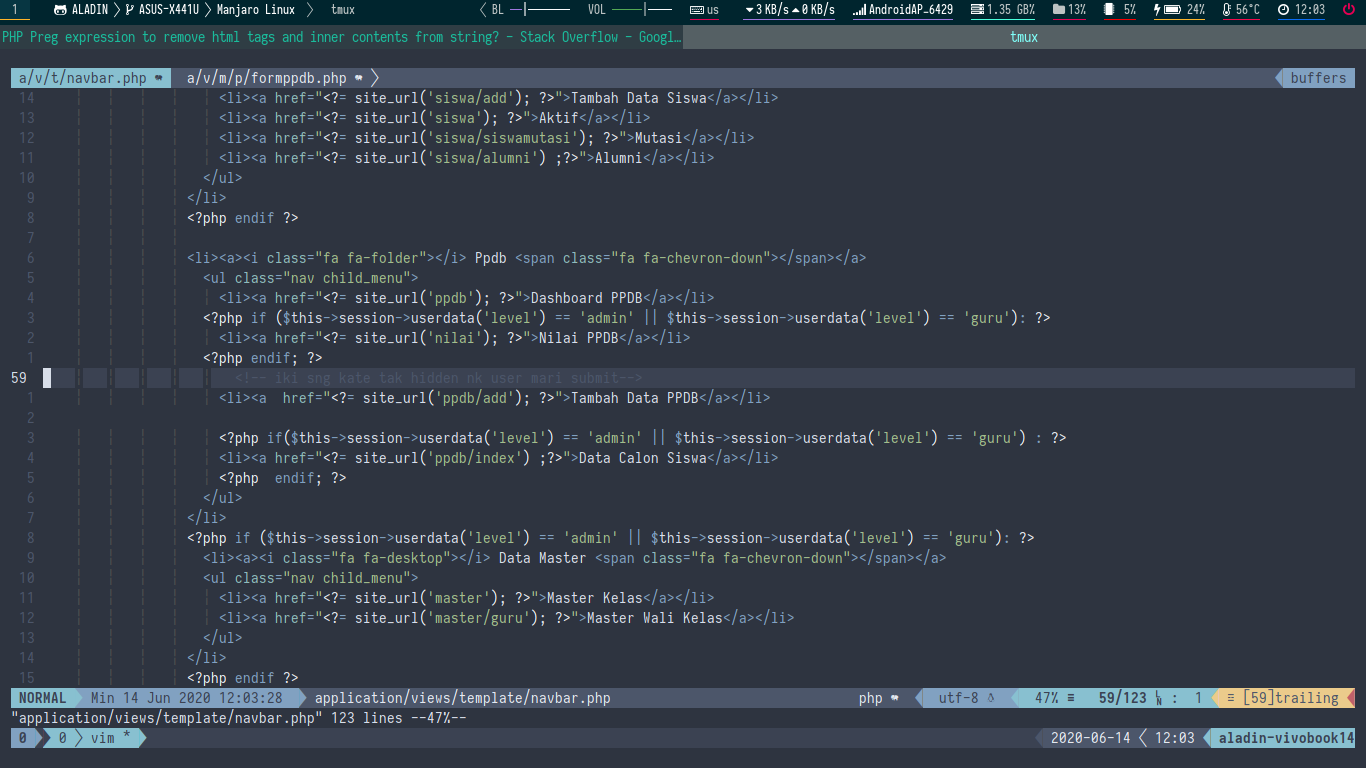 1 ALADIN ASUS-X441U Manjaro Linux tmux BL VOL us 3 KB/s 0 KB/s AndroidAP_6429 1.35 GB% 13% 5% 24% 56°C 12:03
PHP Preg expression to remove html tags and inner contents from string? - Stack Overflow - Googl… tmux
a/v/t/navbar.php a/v/m/p/formppdb.php buffers
14 <li><a href="<?= site_url('siswa/add'); ?>">Tambah Data Siswa</a></li>
13 <li><a href="<?= site_url('siswa'); ?>">Aktif</a></li>
12 <li><a href="<?= site_url('siswa/siswamutasi'); ?>">Mutasi</a></li>
11 <li><a href="<?= site_url('siswa/alumni') ;?>">Alumni</a></li>
10 </ul>
9 </li>
8 <?php endif ?>
7
6 <li><a><i class="fa fa-folder"></i> Ppdb <span class="fa fa-chevron-down"></span></a>
5 <ul class="nav child_menu">
4 <li><a href="<?= site_url('ppdb'); ?>">Dashboard PPDB</a></li>
3 <?php if ($this->session->userdata('level') == 'admin' || $this->session->userdata('level') == 'guru'): ?>
2 <li><a href="<?= site_url('nilai'); ?>">Nilai PPDB</a></li>
1 <?php endif; ?>
59 <!-- iki sng kate tak hidden nk user mari submit-->
1 <li><a  href="<?= site_url('ppdb/add'); ?>">Tambah Data PPDB</a></li>
2
3 <?php if($this->session->userdata('level') == 'admin' || $this->session->userdata('level') == 'guru') : ?>
4 <li><a href="<?= site_url('ppdb/index') ;?>">Data Calon Siswa</a></li>
5 <?php  endif; ?>
6 </ul>
7 </li>
8 <?php if ($this->session->userdata('level') == 'admin' || $this->session->userdata('level') == 'guru'): ?>
9 <li><a><i class="fa fa-desktop"></i> Data Master <span class="fa fa-chevron-down"></span></a>
10 <ul class="nav child_menu">
11 <li><a href="<?= site_url('master'); ?>">Master Kelas</a></li>
12 <li><a href="<?= site_url('master/guru'); ?>">Master Wali Kelas</a></li>
13 </ul>
14 </li>
15 <?php endif ?>
NORMAL Min 14 Jun 2020 12:03:28 application/views/template/navbar.php php utf-8 47% ≡ 59/123 LN : 1 ≡ [59]trailing
"application/views/template/navbar.php" 123 lines --47%--
0 0 vim * 2020-06-14 12:03 aladin-vivobook14